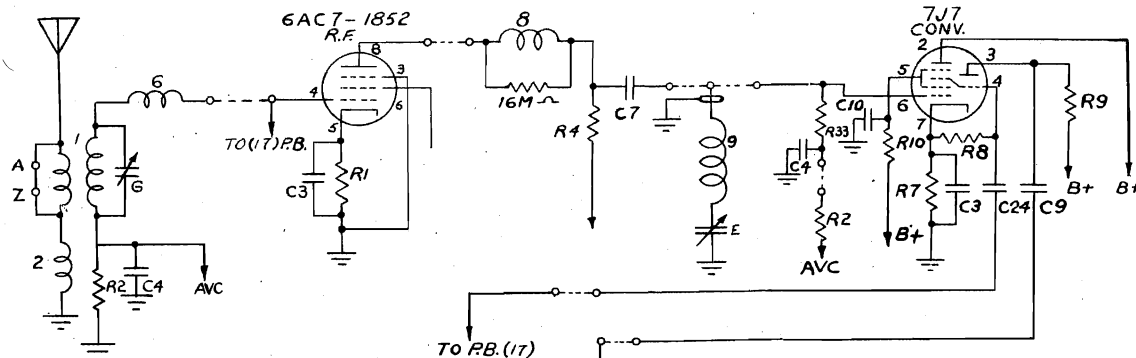 6AC7-1852
R.F.
8
7J7
CONV.
6
8
2
3
3
5
4
4
6
6
16M Ω
C7
C10
7
R9
1
TO (17) P.B.
5
A
G
R4
R33
R10
R8
Z
C3
R1
9
C4
R7
C3
C24
C9
B+
B+
2
E
R2
B+
R2
C4
AVC
AVC
TO P.B. (17)